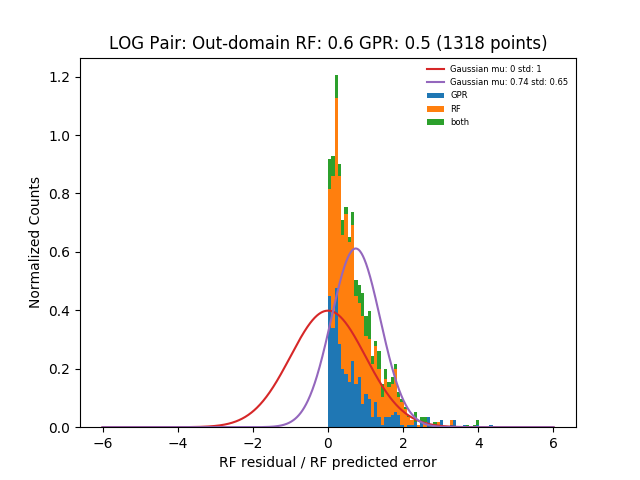 LOG Pair: Out-domain RF: 0.6 GPR: 0.5 (1318 points)
Gaussian mu: 0 std: 1
Gaussian mu: 0.74 std: 0.65
GPR
RF
both
1.2
1.0
0.8
0.6
0.4
0.2
0.0
Normalized Counts
−6 −4 −2 0 2 4 6
RF residual / RF predicted error